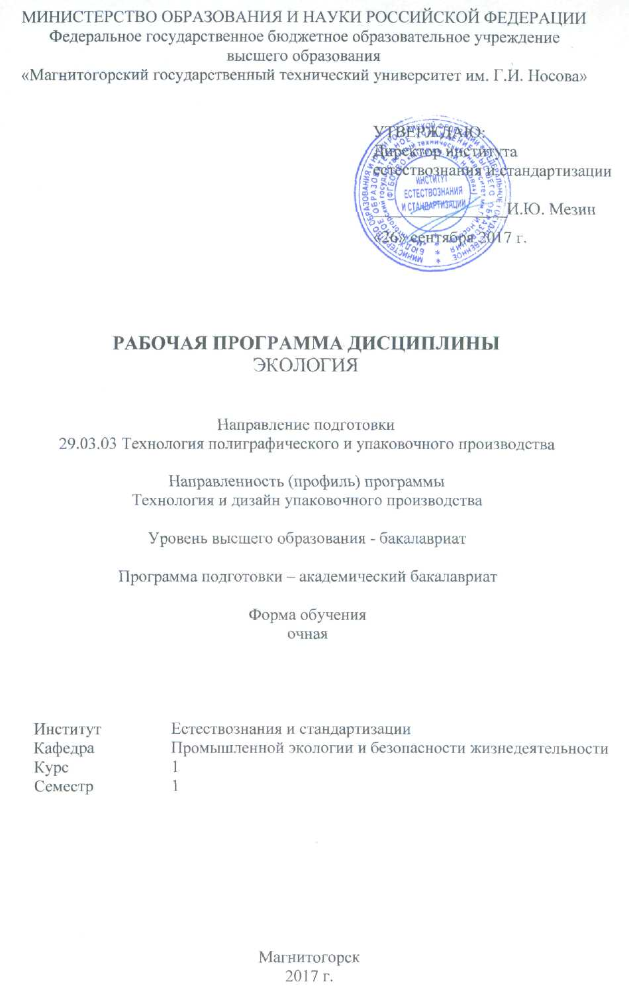 МИНИСТЕРСТВО ОБРАЗОВАНИЯ И НАУКИ РОССИЙСКОЙ ФЕДЕРАЦИИ
Федеральное государственное бюджетное образовательное учреждение
высшего образования
«Магнитогорский государственный технический университет им. Г.И. Носова»
УТВЕРЖДАЮ:
Директор института
естествознания и стандартизации
ИНСТИТУТ
ЕСТЕСТВОЗНАНИЯ
И СТАНДАРТИЗАЦИИ
И.Ю. Мезин
«26» сентября 2017 г.
РАБОЧАЯ ПРОГРАММА ДИСЦИПЛИНЫ
ЭКОЛОГИЯ
Направление подготовки
29.03.03 Технология полиграфического и упаковочного производства
Направленность (профиль) программы
Технология и дизайн упаковочного производства
Уровень высшего образования - бакалавриат
Программа подготовки – академический бакалавриат
Форма обучения
очная
Институт Естествознания и стандартизации
Кафедра Промышленной экологии и безопасности жизнедеятельности
Курс 1
Семестр 1
Магнитогорск
2017 г.